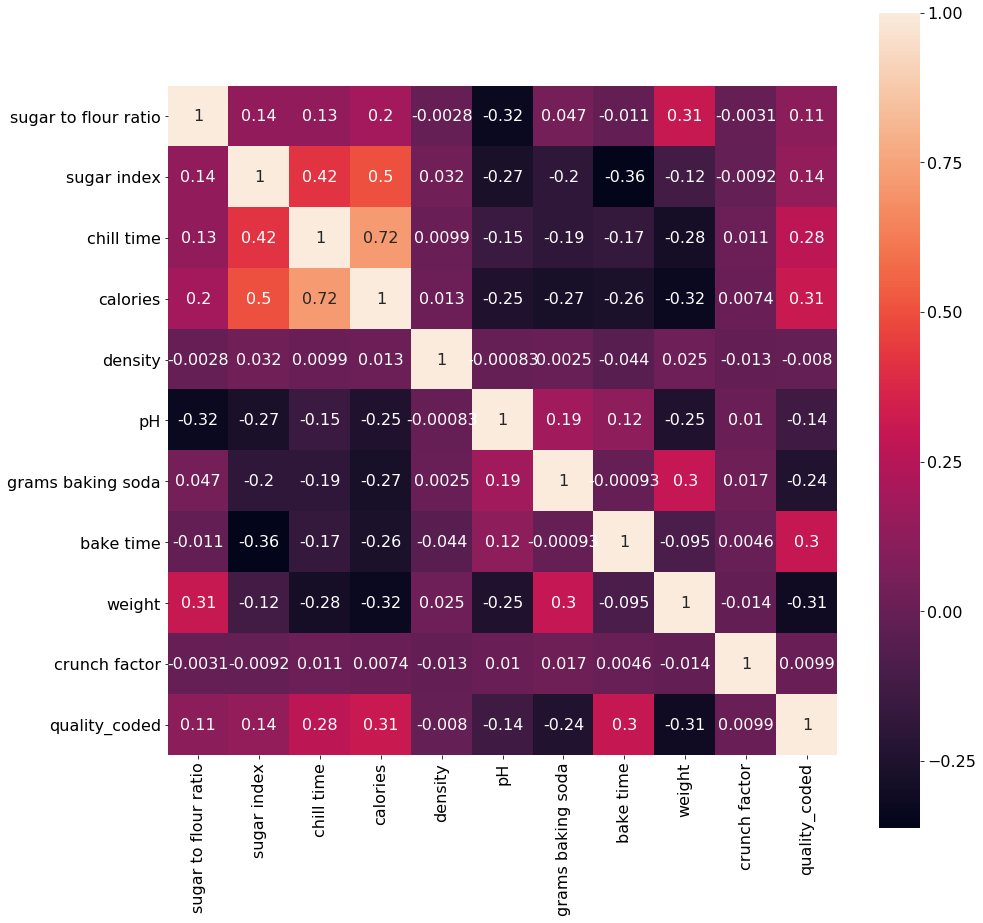 1.00
sugar to flour ratio 1 0.14 0.13 0.2 -0.0028 -0.32 0.047 -0.011 0.31 -0.0031 0.11
sugar index 0.14 1 0.42 0.5 0.032 -0.27 -0.2 -0.36 -0.12 -0.0092 0.14
0.75
chill time 0.13 0.42 1 0.72 0.0099 -0.15 -0.19 -0.17 -0.28 0.011 0.28
calories 0.2 0.5 0.72 1 0.013 -0.25 -0.27 -0.26 -0.32 0.0074 0.31
0.50
density -0.0028 0.032 0.0099 0.013 1 -0.00083 0.0025 -0.044 0.025 -0.013 -0.008
pH -0.32 -0.27 -0.15 -0.25 -0.00083 1 0.19 0.12 -0.25 0.01 -0.14
0.25
grams baking soda 0.047 -0.2 -0.19 -0.27 0.0025 0.19 1 -0.00093 0.3 0.017 -0.24
bake time -0.011 -0.36 -0.17 -0.26 -0.044 0.12 -0.00093 1 -0.095 0.0046 0.3
weight 0.31 -0.12 -0.28 -0.32 0.025 -0.25 0.3 -0.095 1 -0.014 -0.31
0.00
crunch factor -0.0031 -0.0092 0.011 0.0074 -0.013 0.01 0.017 0.0046 -0.014 1 0.0099
quality_coded 0.11 0.14 0.28 0.31 -0.008 -0.14 -0.24 0.3 -0.31 0.0099 1
−0.25
sugar to flour ratio
sugar index
chill time
calories
density
pH
grams baking soda
bake time
weight
crunch factor
quality_coded